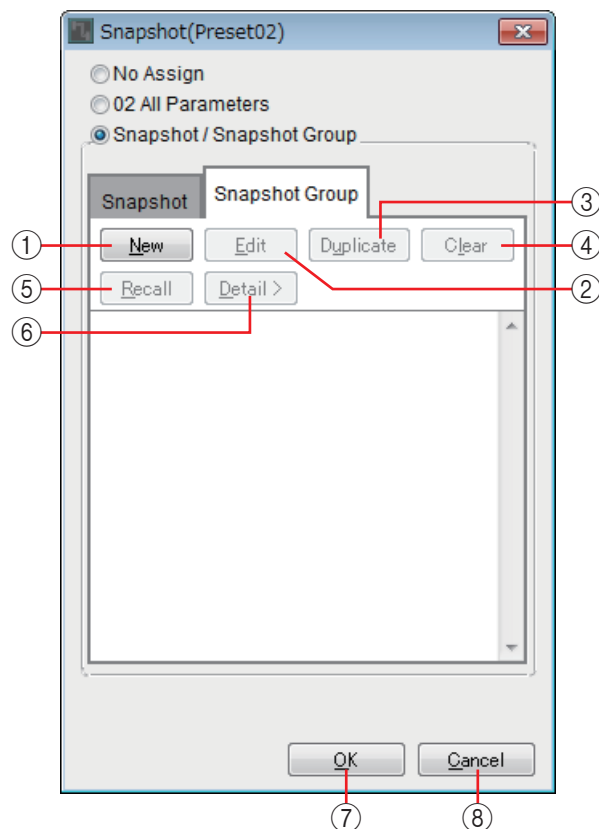 Snapshot(Preset02)
No Assign
02 All Parameters
Snapshot / Snapshot Group
Snapshot
Snapshot Group
③
① New Edit Duplicate Clear ④
⑤ Recall Detail > ②
⑥
OK Cancel
⑦ ⑧